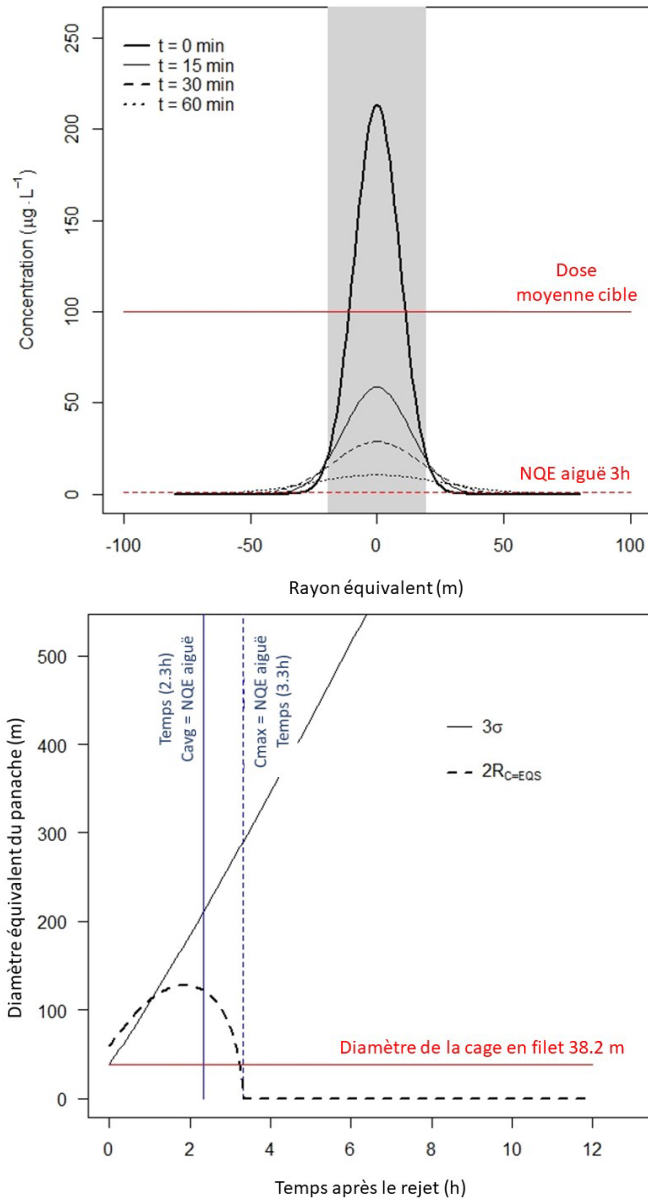 250
200
150
100
50
0
Concentration (µg · L⁻¹)
t = 0 min
t = 15 min
t = 30 min
t = 60 min
Dose
moyenne cible
NQE aiguë 3h
-100
-50
0
50
100
Rayon équivalent (m)
500
400
300
200
100
0
Diamètre équivalent du panache (m)
Temps (2.3h)
Cavg = NQE aiguë
Cmax = NQE aiguë
Temps (3.3h)
3σ
2R_C=EQS
Diamètre de la cage en filet 38.2 m
0
2
4
6
8
10
12
Temps après le rejet (h)